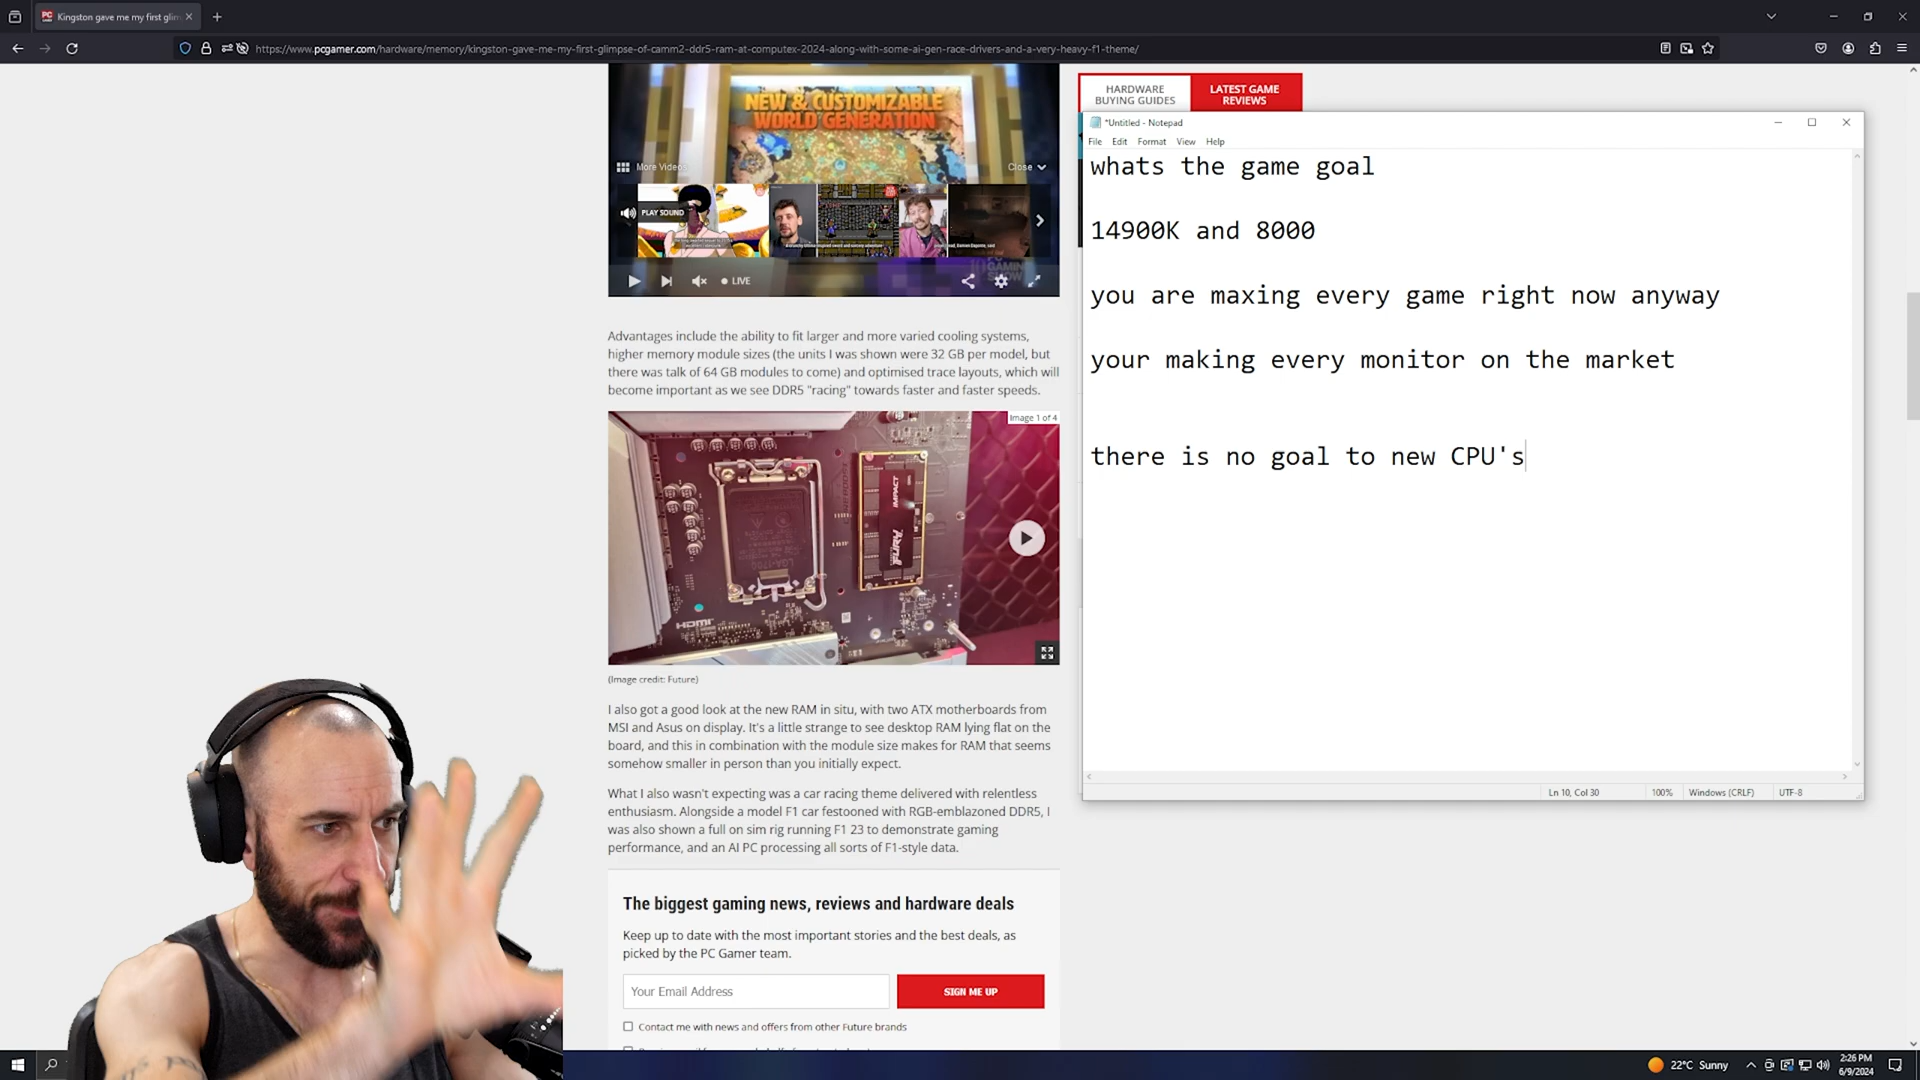 Kingston gave me my first glim
https://www.pcgamer.com/hardware/memory/kingston-gave-me-my-first-glimpse-of-camm2-ddr5-ram-at-computex-2024-along-with-some-ai-gen-race-drivers-and-a-very-heavy-f1-theme/
NEW & CUSTOMIZABLE
WORLD GENERATION
More Videos
Close
PLAY SOUND
LIVE
Advantages include the ability to fit larger and more varied cooling systems,
higher memory module sizes (the units I was shown were 32 GB per model, but
there was talk of 64 GB modules to come) and optimised trace layouts, which will
become important as we see DDR5 "racing" towards faster and faster speeds.
Image 1 of 4
IMPACT
FURY
LGA-1700
HDMI
(Image credit: Future)
I also got a good look at the new RAM in situ, with two ATX motherboards from
MSI and Asus on display. It's a little strange to see desktop RAM lying flat on the
board, and this in combination with the module size makes for RAM that seems
somehow smaller in person than you initially expect.
What I also wasn't expecting was a car racing theme delivered with relentless
enthusiasm. Alongside a model F1 car festooned with RGB-emblazoned DDR5, I
was also shown a full on sim rig running F1 23 to demonstrate gaming
performance, and an AI PC processing all sorts of F1-style data.
The biggest gaming news, reviews and hardware deals
Keep up to date with the most important stories and the best deals, as
picked by the PC Gamer team.
Your Email Address
SIGN ME UP
Contact me with news and offers from other Future brands
HARDWARE
BUYING GUIDES
LATEST GAME
REVIEWS
*Untitled - Notepad
File Edit Format View Help
whats the game goal
14900K and 8000
you are maxing every game right now anyway
your making every monitor on the market
there is no goal to new CPU's
Ln 10, Col 30
100%
Windows (CRLF)
UTF-8
22°C Sunny
2:26 PM
6/9/2024